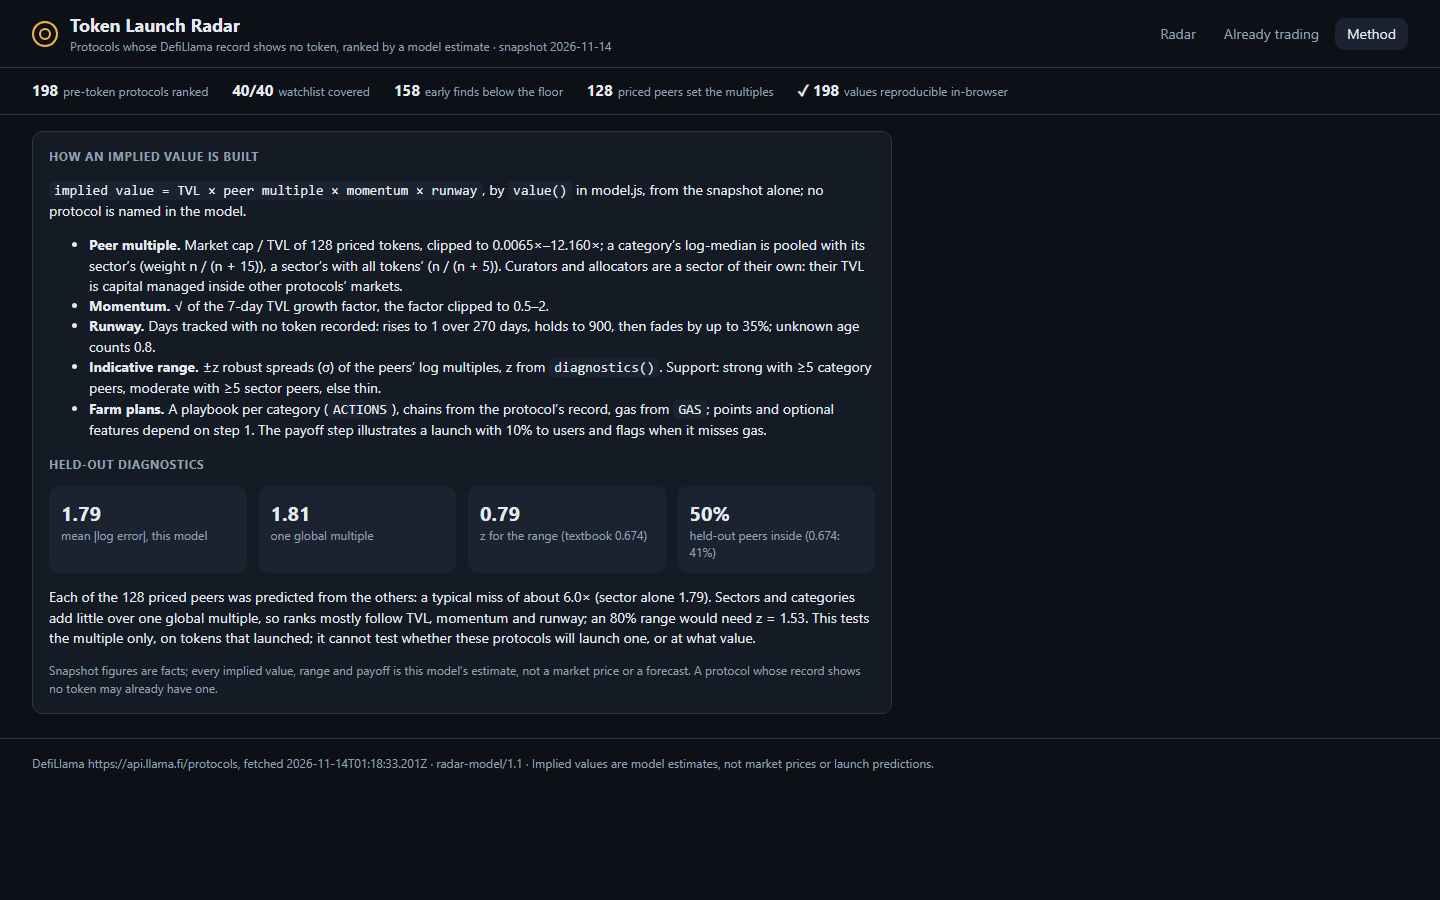 Token Launch Radar
Protocols whose DefiLlama record shows no token, ranked by a model estimate · snapshot 2026-11-14
Radar
Already trading
Method
198 pre-token protocols ranked
40/40 watchlist covered
158 early finds below the floor
128 priced peers set the multiples
✓ 198 values reproducible in-browser
HOW AN IMPLIED VALUE IS BUILT
implied value = TVL × peer multiple × momentum × runway, by value() in model.js, from the snapshot alone; no
protocol is named in the model.
• Peer multiple. Market cap / TVL of 128 priced tokens, clipped to 0.0065×–12.160×; a category’s log-median is pooled with its
sector’s (weight n / (n + 15)), a sector’s with all tokens’ (n / (n + 5)). Curators and allocators are a sector of their own: their TVL
is capital managed inside other protocols’ markets.
• Momentum. √ of the 7-day TVL growth factor, the factor clipped to 0.5–2.
• Runway. Days tracked with no token recorded: rises to 1 over 270 days, holds to 900, then fades by up to 35%; unknown age
counts 0.8.
• Indicative range. ±z robust spreads (σ) of the peers’ log multiples, z from diagnostics() . Support: strong with ≥5 category
peers, moderate with ≥5 sector peers, else thin.
• Farm plans. A playbook per category ( ACTIONS ), chains from the protocol’s record, gas from GAS ; points and optional
features depend on step 1. The payoff step illustrates a launch with 10% to users and flags when it misses gas.
HELD-OUT DIAGNOSTICS
1.79
mean |log error|, this model
1.81
one global multiple
0.79
z for the range (textbook 0.674)
50%
held-out peers inside (0.674:
41%)
Each of the 128 priced peers was predicted from the others: a typical miss of about 6.0× (sector alone 1.79). Sectors and categories
add little over one global multiple, so ranks mostly follow TVL, momentum and runway; an 80% range would need z = 1.53. This tests
the multiple only, on tokens that launched; it cannot test whether these protocols will launch one, or at what value.
Snapshot figures are facts; every implied value, range and payoff is this model’s estimate, not a market price or a forecast. A protocol whose record shows
no token may already have one.
DefiLlama https://api.llama.fi/protocols, fetched 2026-11-14T01:18:33.201Z · radar-model/1.1 · Implied values are model estimates, not market prices or launch predictions.